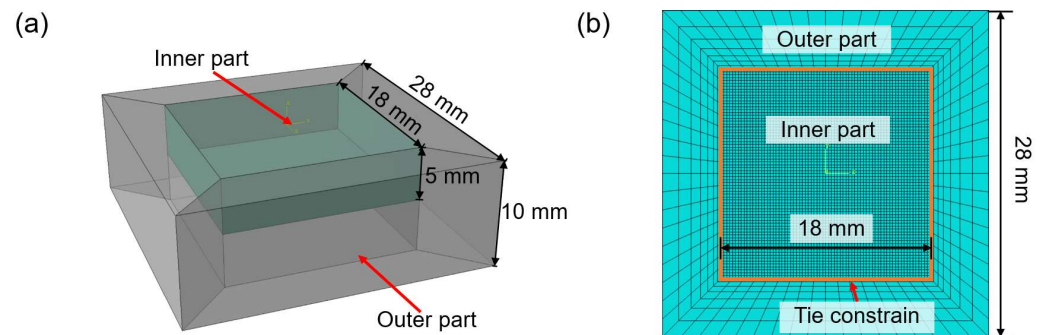 (a)
Inner part
18 mm
28 mm
5 mm
10 mm
Outer part
(b)
Outer part
Inner part
18 mm
28 mm
Tie constrain